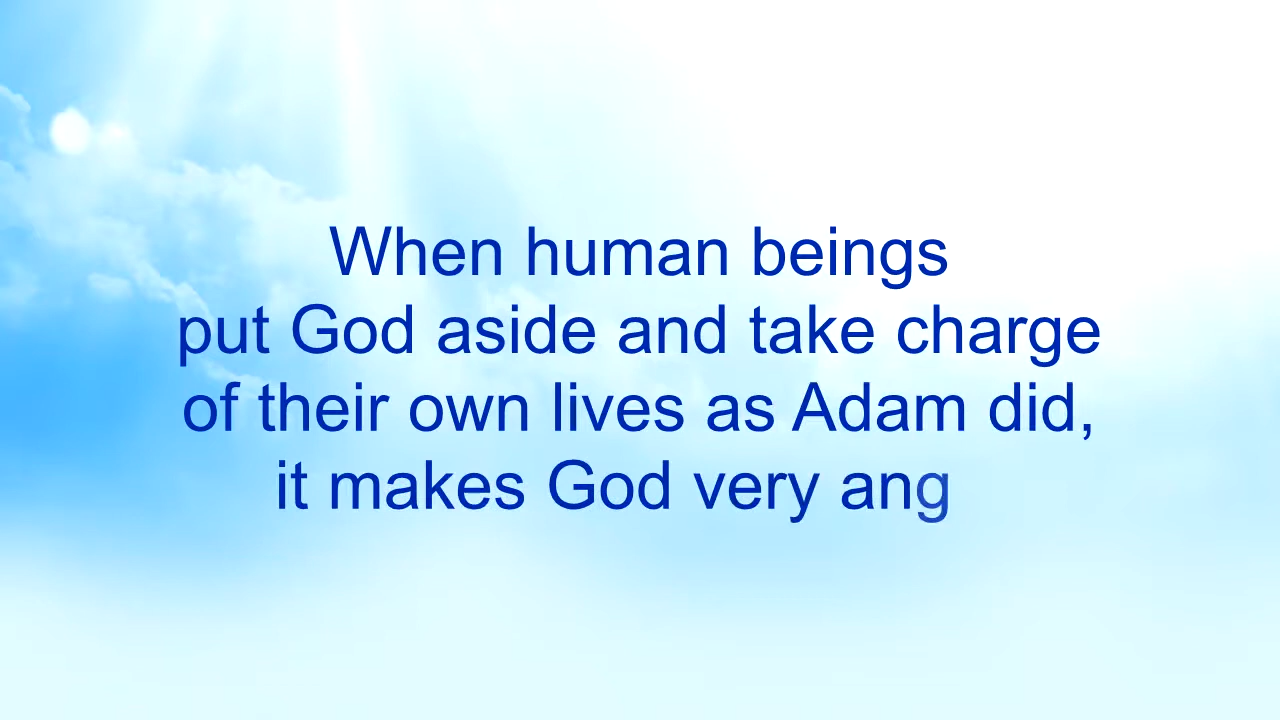 When human beings
put God aside and take charge
of their own lives as Adam did,
it makes God very ang